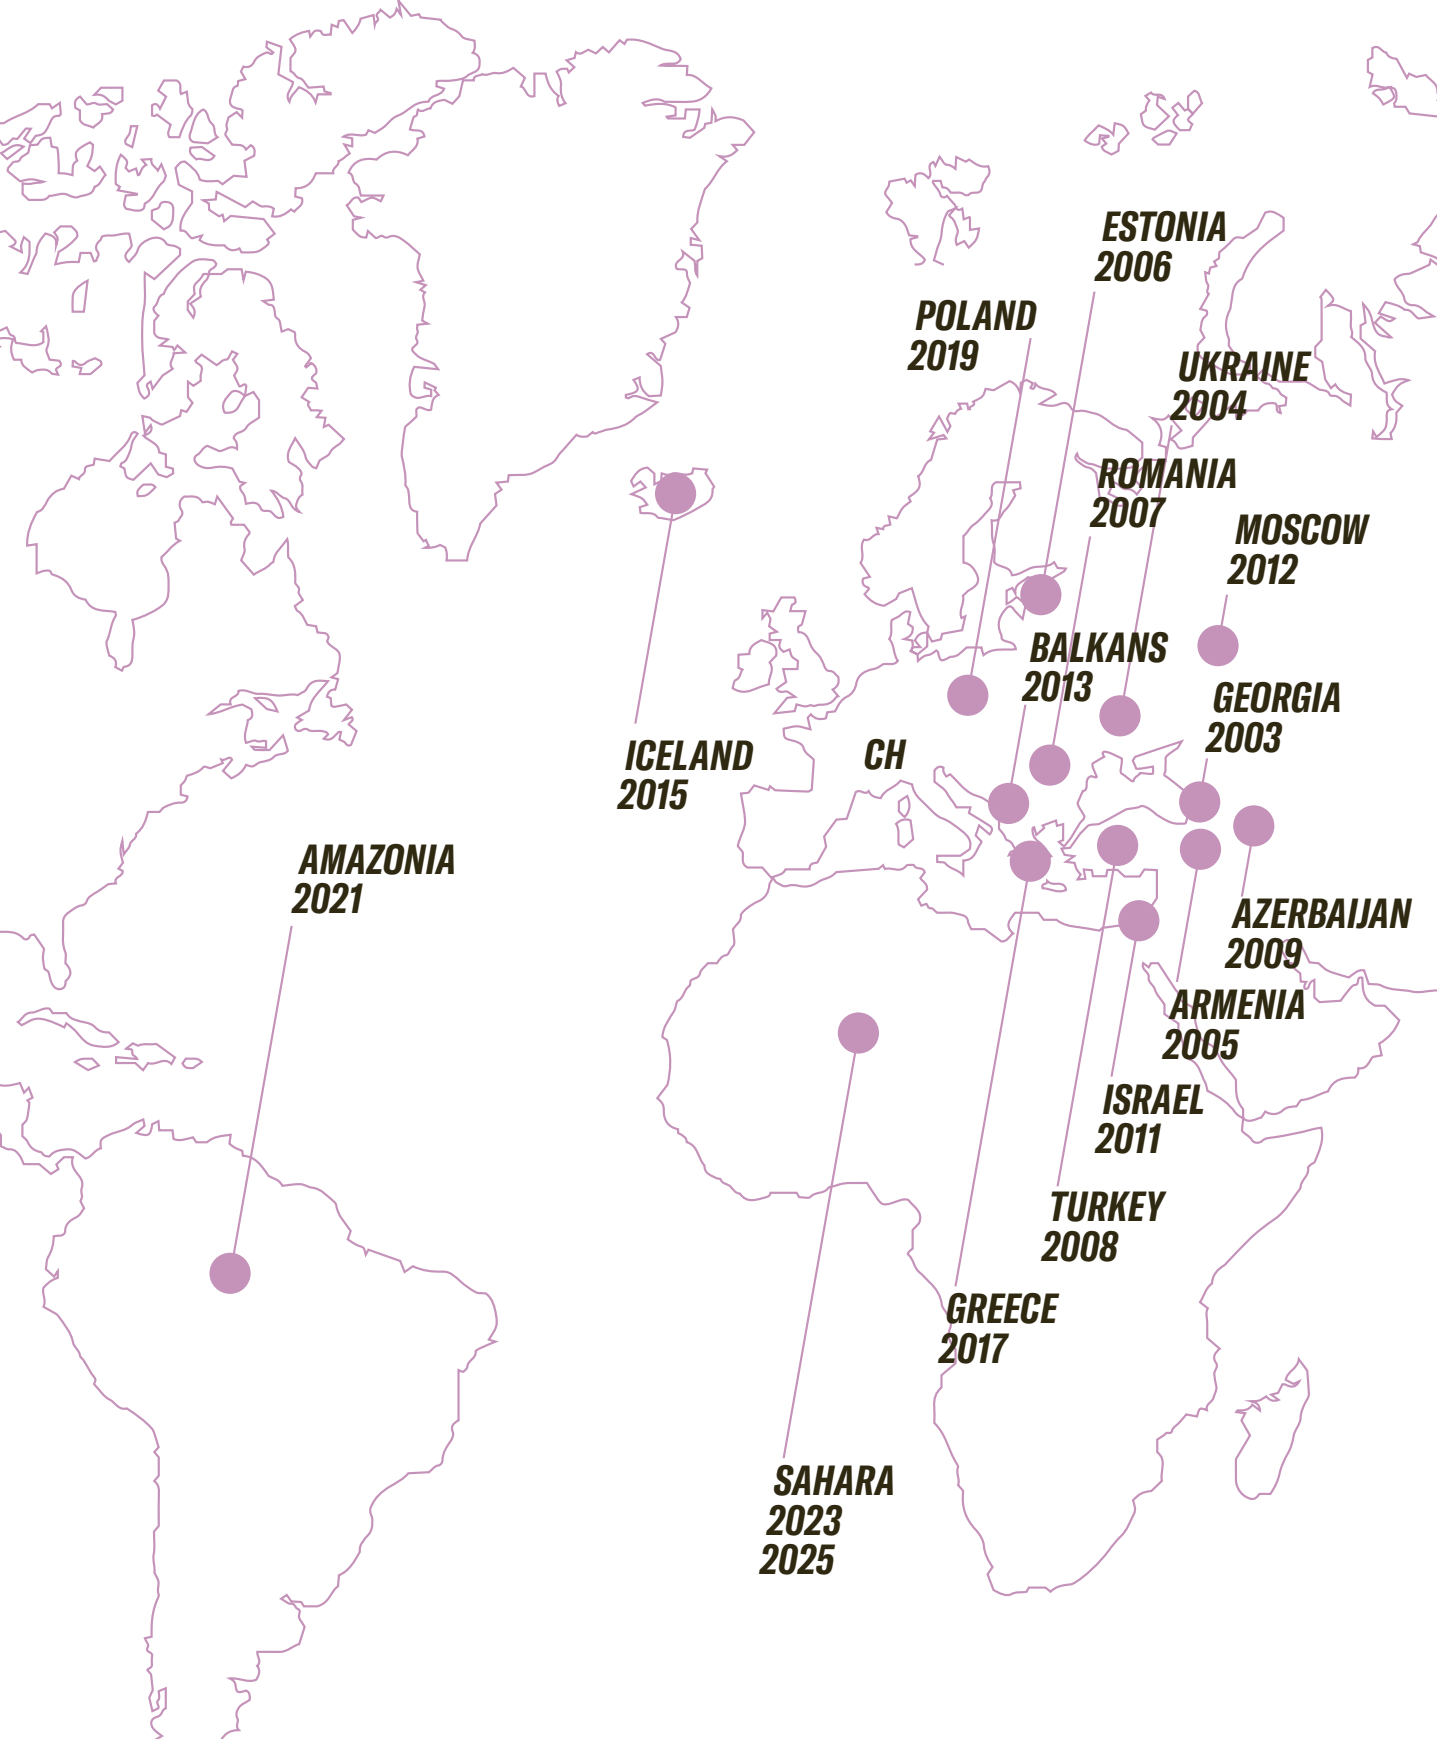 ESTONIA
2006
POLAND
2019
UKRAINE
2004
ROMANIA
2007
MOSCOW
2012
BALKANS
2013
GEORGIA
2003
CH
ICELAND
2015
AMAZONIA
2021
AZERBAIJAN
2009
ARMENIA
2005
ISRAEL
2011
TURKEY
2008
GREECE
2017
SAHARA
2023
2025